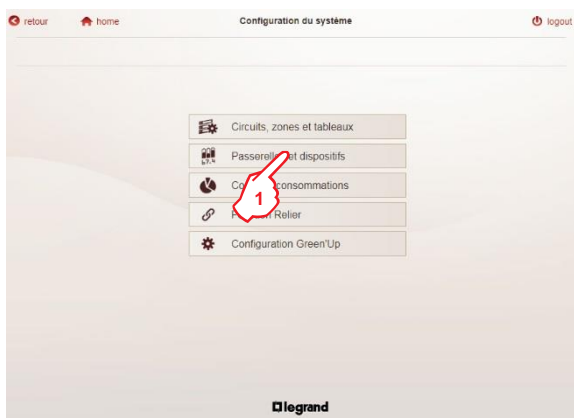 retour home Configuration du système logout
Circuits, zones et tableaux
et dispositifs
consommations
1
Relier
Configuration Green'Up
legrand